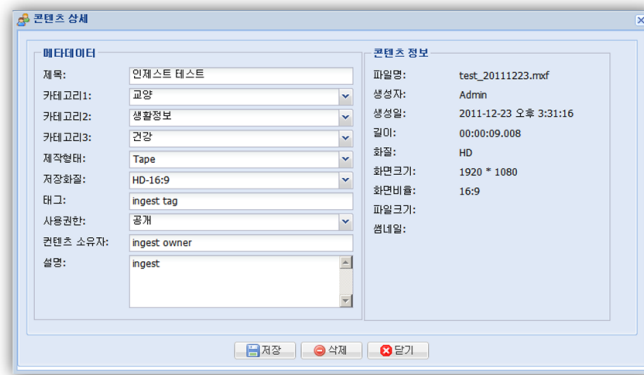 콘텐츠 상세
메타데이터
제목: 인제스트 테스트
카테고리1: 교양
카테고리2: 생활정보
카테고리3: 건강
제작형태: Tape
저장화질: HD-16:9
태그: ingest tag
사용권한: 공개
컨텐츠 소유자: ingest owner
설명: ingest
콘텐츠 정보
파일명: test_20111223.mxf
생성자: Admin
생성일: 2011-12-23 오후 3:31:16
길이: 00:00:09.008
화질: HD
화면크기: 1920 * 1080
화면비율: 16:9
파일크기:
썸네일:
저장 삭제 닫기